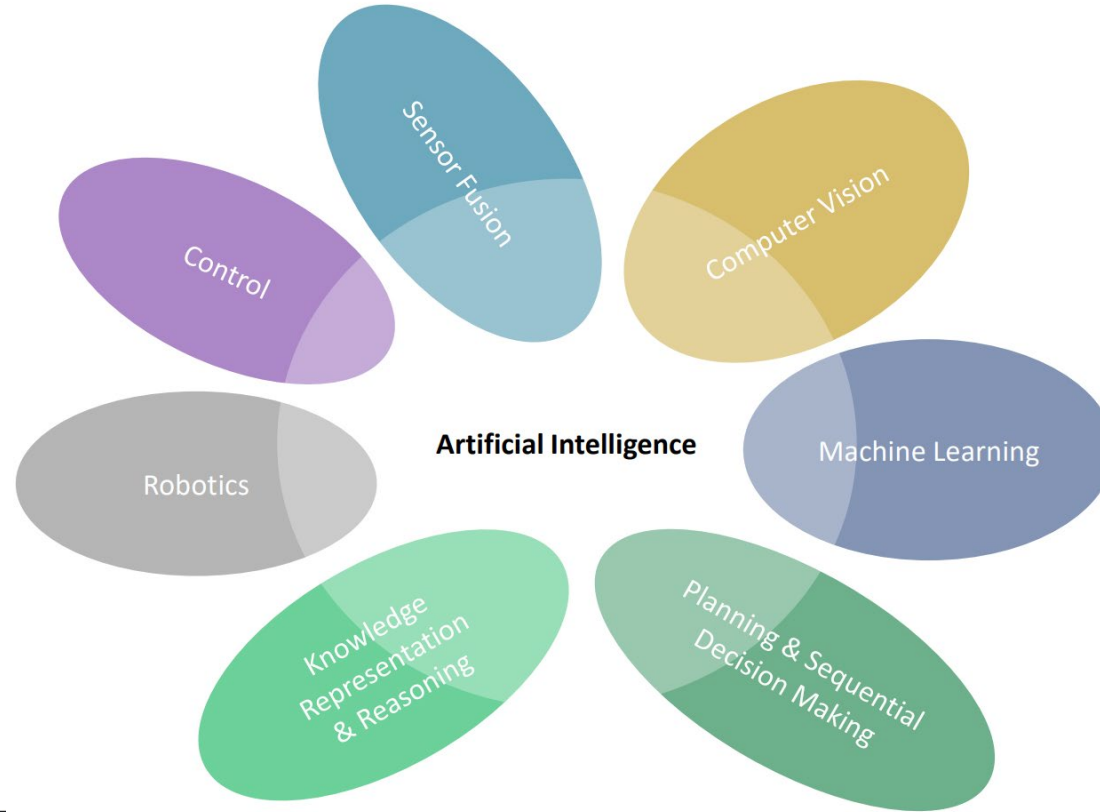 Sensor Fusion
Computer Vision
Control
Artificial Intelligence
Machine Learning
Robotics
Knowledge
Representation
& Reasoning
Planning & Sequential
Decision Making